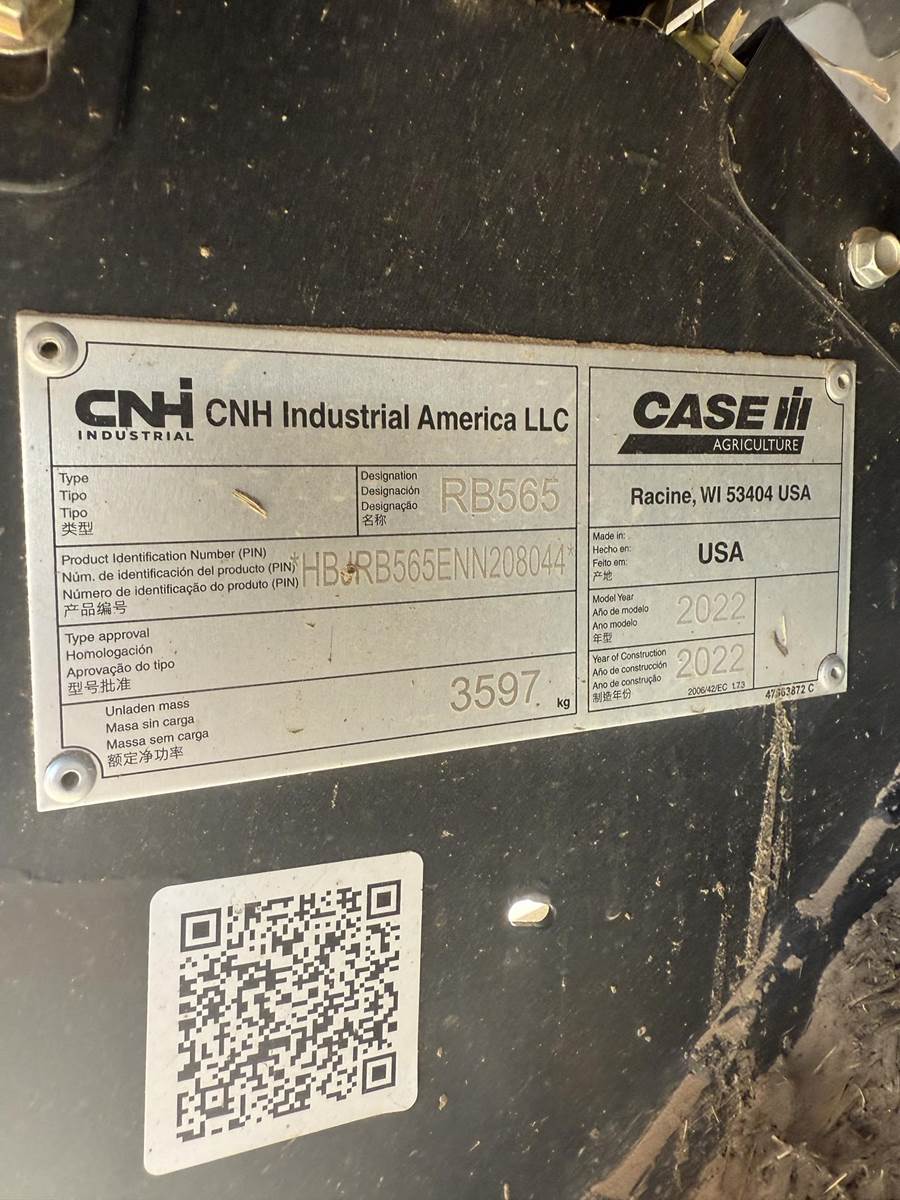 CNH
INDUSTRIAL
CNH Industrial America LLC
Type
Tipo
Tipo
类型
Designation
Designación
Designação
名称
RB565
Product Identification Number (PIN)
Núm. de identificación del producto (PIN)
Número de identificação do produto (PIN)
产品编号
*HBJRB565ENN208044*
Type approval
Homologación
Aprovação do tipo
型号批准
Unladen mass
Masa sin carga
Massa sem carga
额定净功率
3597 kg
CASE IH
AGRICULTURE
Racine, WI 53404 USA
Made in:
Hecho en:
Feito em:
产地
USA
Model Year
Año de modelo
Ano modelo
年型
2022
Year of Construction
Año de construcción
Ano de construção
制造年份
2022
2006/42/EC 1.73